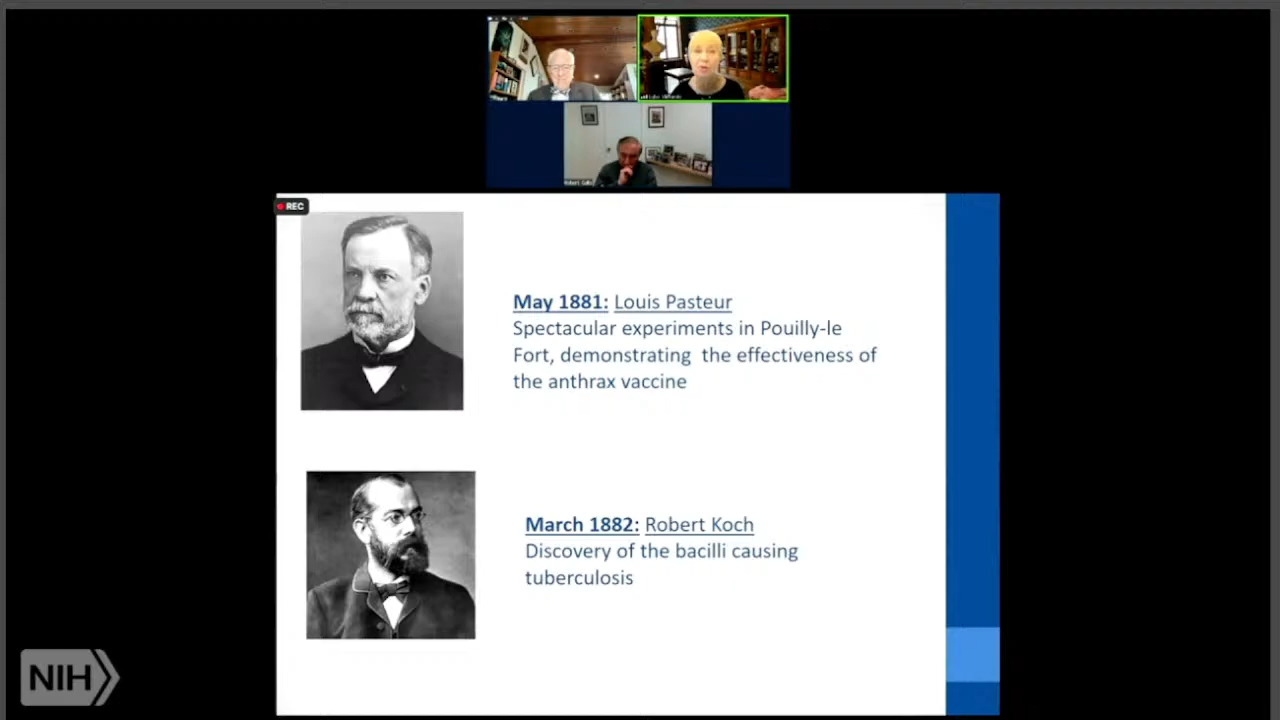 REC
May 1881: Louis Pasteur
Spectacular experiments in Pouilly-le
Fort, demonstrating the effectiveness of
the anthrax vaccine
March 1882: Robert Koch
Discovery of the bacilli causing
tuberculosis
NIH